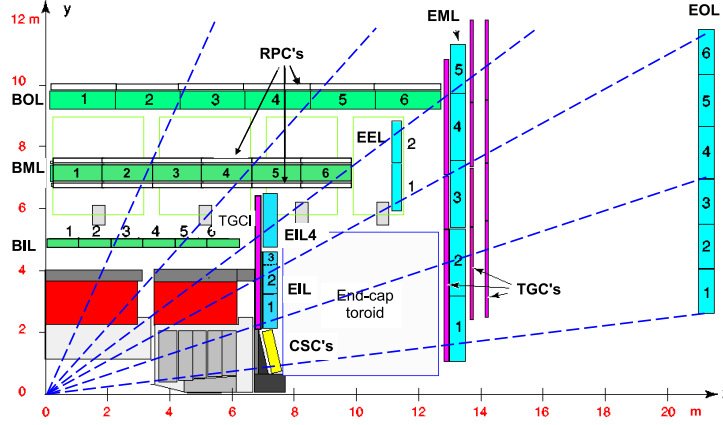 12 m y EML EOL
RPC's
10
BOL 1 2 3 4 5 6
5 6
8 EEL 2 4 5
BML 1 2 3 4 5 6 1 4
6 TGCI 3
BIL 1 2 3 4 5 6 EIL4 3
4 3 2 2
EIL 2 End-cap TGC's
1 toroid 1
2 CSC's 1
0
0 2 4 6 8 10 12 14 16 18 20 m